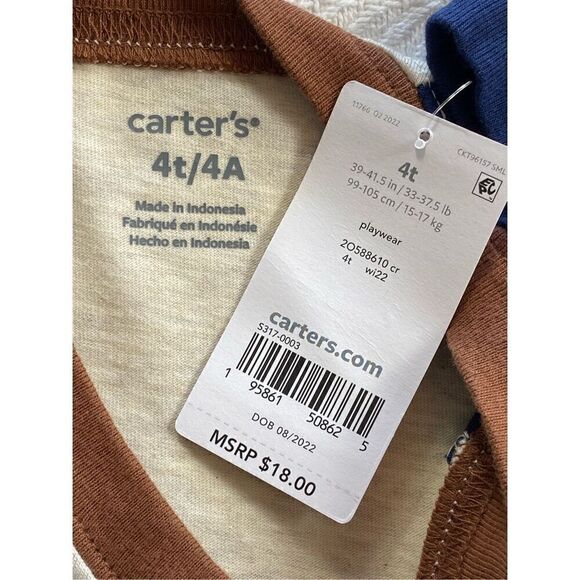 carter's®
4t/4A
Made in Indonesia
Fabriqué en Indonésie
Hecho en Indonesia
11766 Q2 2022
CKT96157 SML
4t
39-41.5 in / 33-37.5 lb
99-105 cm / 15-17 kg
playwear
2O588610 cr
4t wi22
carters.com
S317-0003
1 95861 50862 5
DOB 08/2022
MSRP $18.00